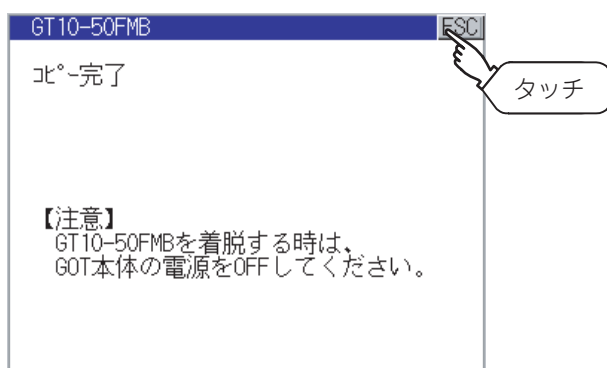 GT10-50FMB ESC
ｺﾋﾟｰ完了
タッチ
【注意】
GT10-50FMBを着脱する時は、
GOT本体の電源をOFFしてください。